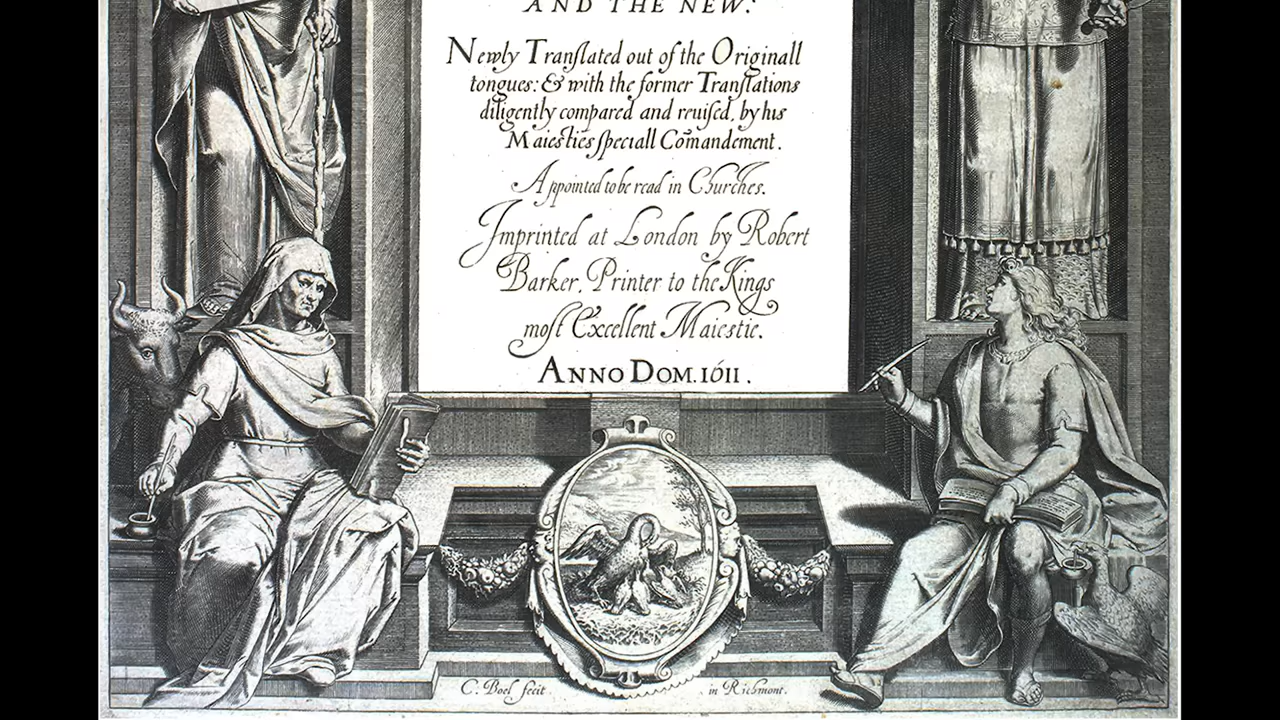 AND THE NEW:
Newly Tranſlated out of the Originall
tongues: & with the former Tranſlations
diligently compared and reuiſed, by his
Maieſties ſpeciall Comandement.
Appointed to be read in Churches.
Imprinted at London by Robert
Barker, Printer to the Kings
moſt Excellent Maieſtie.
ANNO DOM. 1611.
C. Boel fecit
in Richmont.